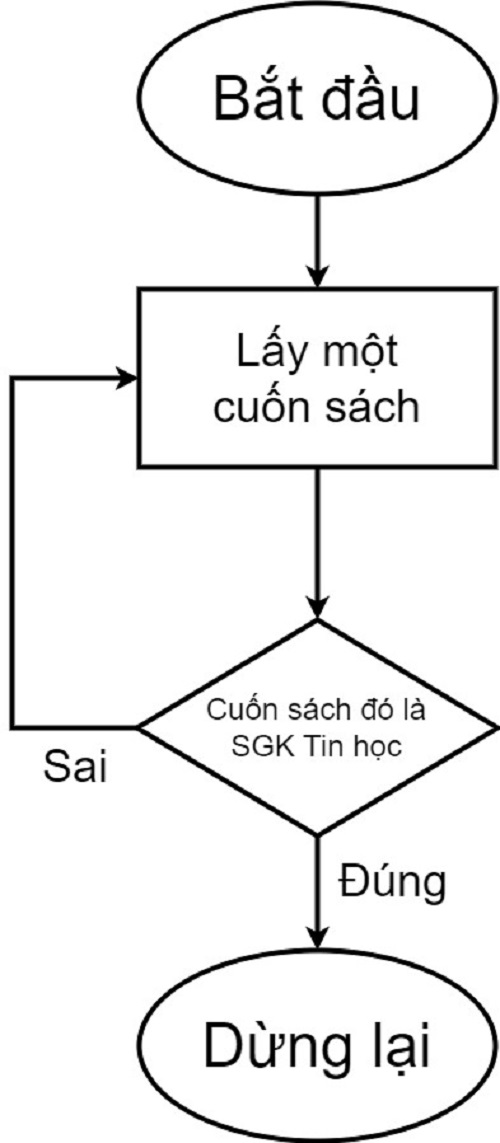 Bắt đầu
Lấy một
cuốn sách
Cuốn sách đó là
SGK Tin học
Sai
Đúng
Dừng lại